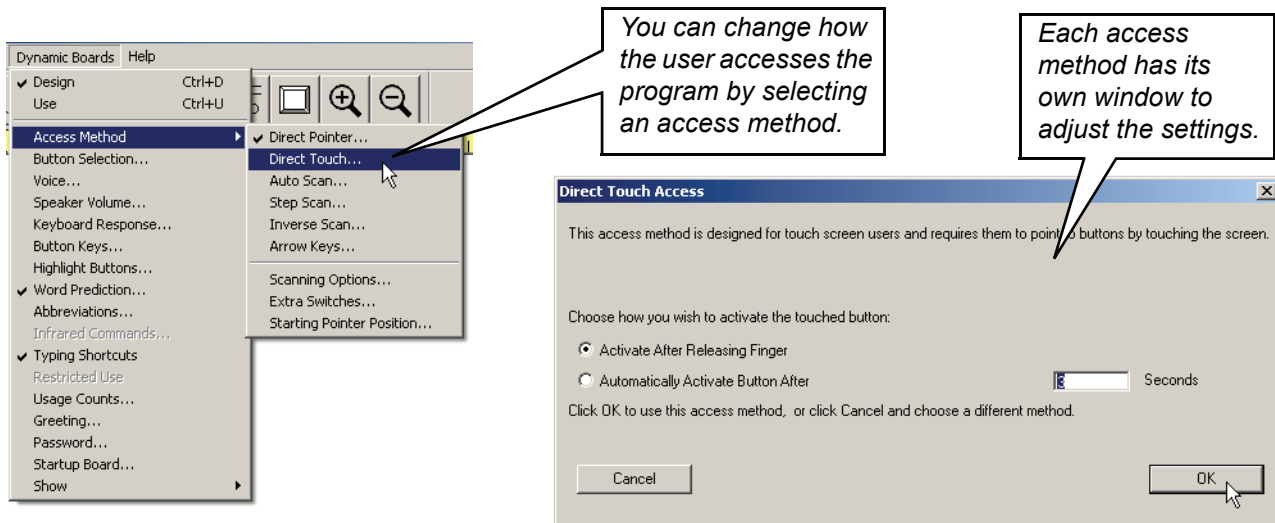 You can change how
the user accesses the
program by selecting
an access method.
Each access
method has its
own window to
adjust the settings.
Dynamic Boards Help
Design Ctrl+D
Use Ctrl+U
Access Method
Button Selection...
Voice...
Speaker Volume...
Keyboard Response...
Button Keys...
Highlight Buttons...
Word Prediction...
Abbreviations...
Infrared Commands...
Typing Shortcuts
Restricted Use
Usage Counts...
Greeting...
Password...
Startup Board...
Show
Direct Pointer...
Direct Touch...
Auto Scan...
Step Scan...
Inverse Scan...
Arrow Keys...
Scanning Options...
Extra Switches...
Starting Pointer Position...
Direct Touch Access
This access method is designed for touch screen users and requires them to point to buttons by touching the screen.
Choose how you wish to activate the touched button:
Activate After Releasing Finger
Automatically Activate Button After 3 Seconds
Click OK to use this access method, or click Cancel and choose a different method.
Cancel OK